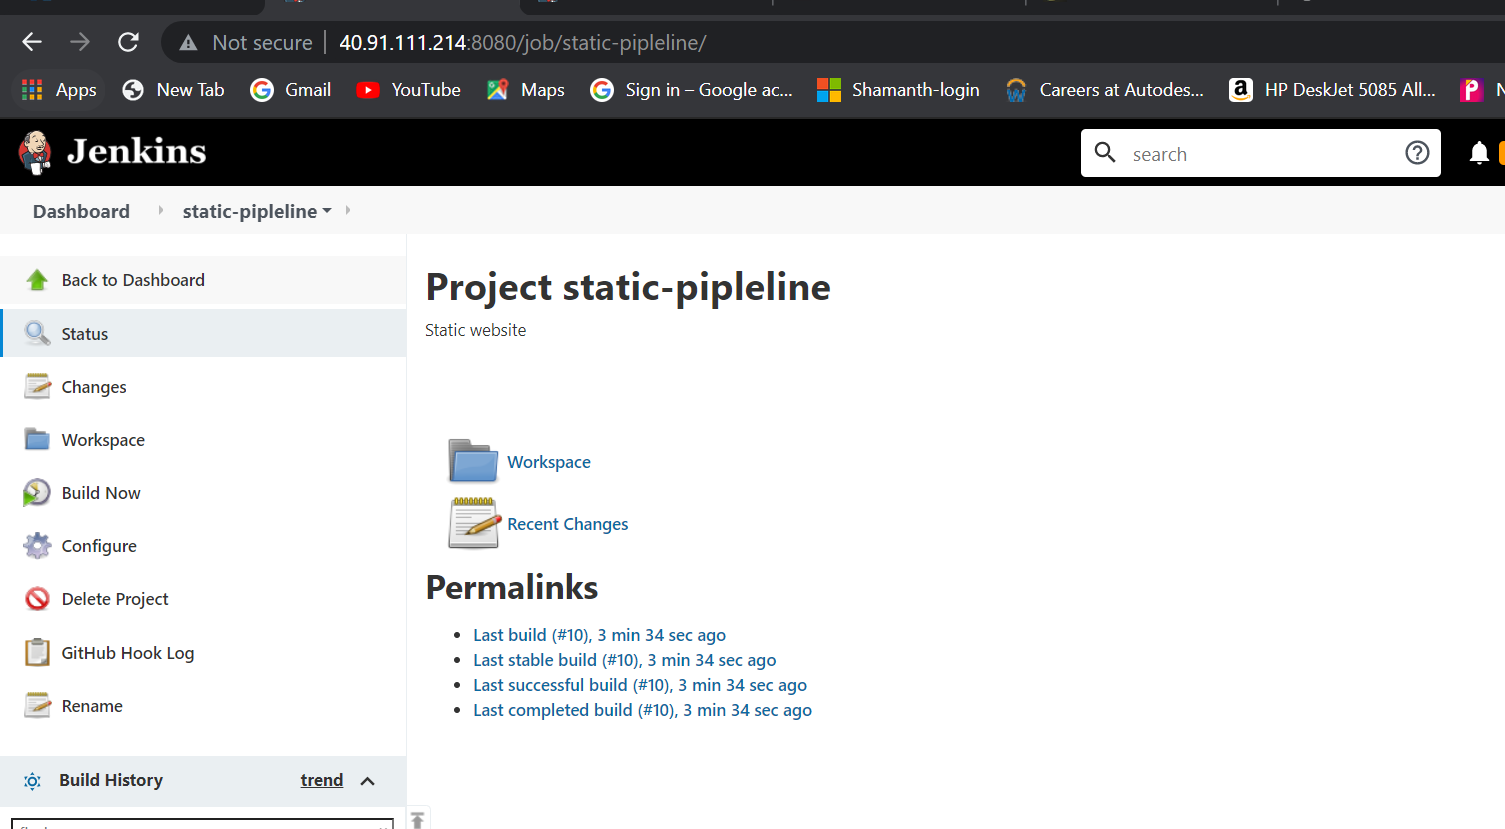 Not secure 40.91.111.214:8080/job/static-pipleline/
Apps New Tab Gmail YouTube Maps Sign in – Google ac... Shamanth-login Careers at Autodes... HP DeskJet 5085 All...
Jenkins search
Dashboard static-pipleline
Back to Dashboard
Status
Changes
Workspace
Build Now
Configure
Delete Project
GitHub Hook Log
Rename
Build History trend
Project static-pipleline
Static website
Workspace
Recent Changes
Permalinks
Last build (#10), 3 min 34 sec ago
Last stable build (#10), 3 min 34 sec ago
Last successful build (#10), 3 min 34 sec ago
Last completed build (#10), 3 min 34 sec ago